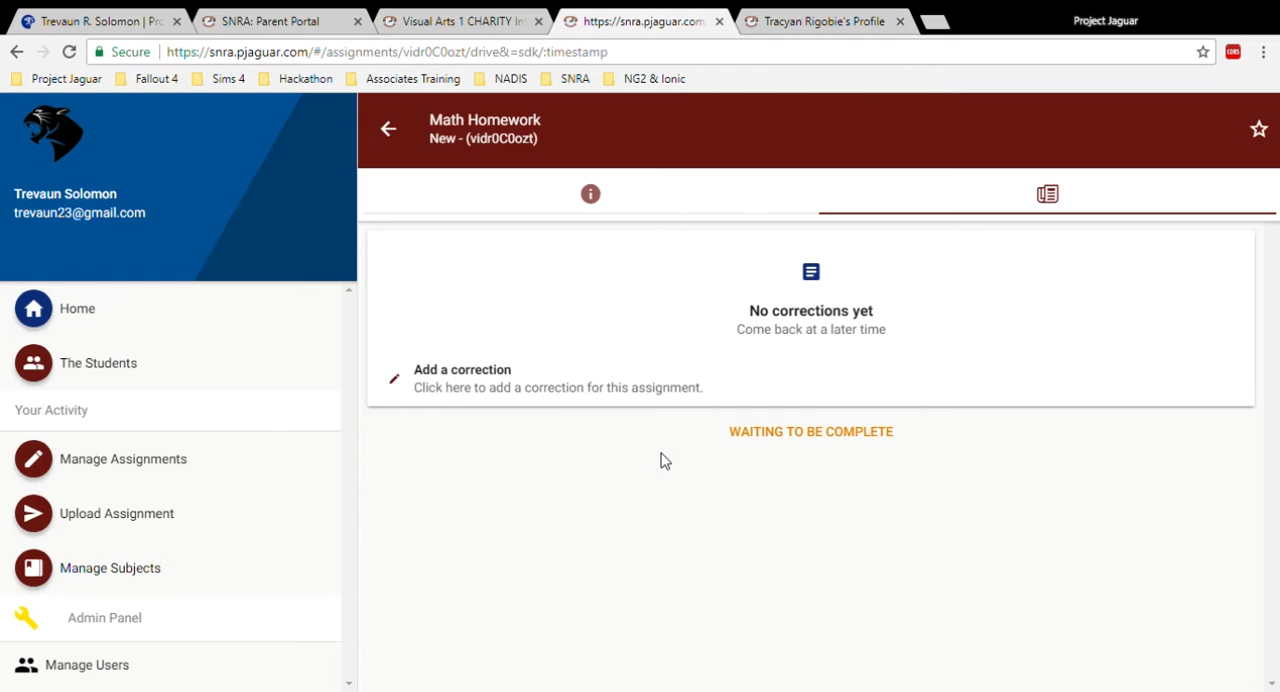 Trevaun R. Solomon | Pro
SNRA: Parent Portal
Visual Arts 1 CHARITY In
https://snra.pjaguar.com
Tracyan Rigobie's Profile
Project Jaguar
Secure
https://snra.pjaguar.com/#/assignments/vidr0C0ozt/drive&=sdk/:timestamp
CORS
Project Jaguar
Fallout 4
Sims 4
Hackathon
Associates Training
NADIS
SNRA
NG2 & Ionic
Trevaun Solomon
trevaun23@gmail.com
Home
The Students
Your Activity
Manage Assignments
Upload Assignment
Manage Subjects
Admin Panel
Manage Users
Math Homework
New - (vidr0C0ozt)
No corrections yet
Come back at a later time
Add a correction
Click here to add a correction for this assignment.
WAITING TO BE COMPLETE